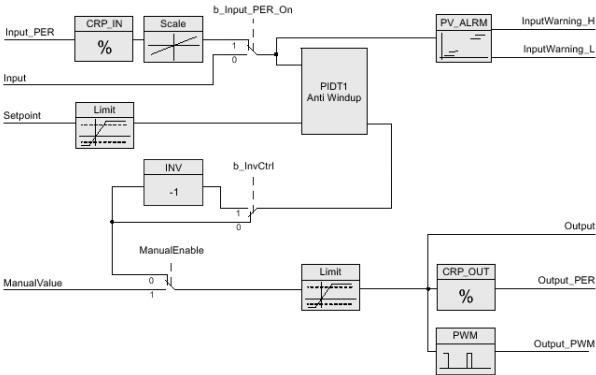 b_Input_PER_On
Input_PER
CRP_IN
%
Scale
1
0
PV_ALRM
InputWarning_H
InputWarning_L
Input
PIDT1
Anti Windup
Setpoint
Limit
INV
-1
b_InvCtrl
1
0
ManualEnable
0
1
ManualValue
Limit
Output
CRP_OUT
%
Output_PER
PWM
Output_PWM